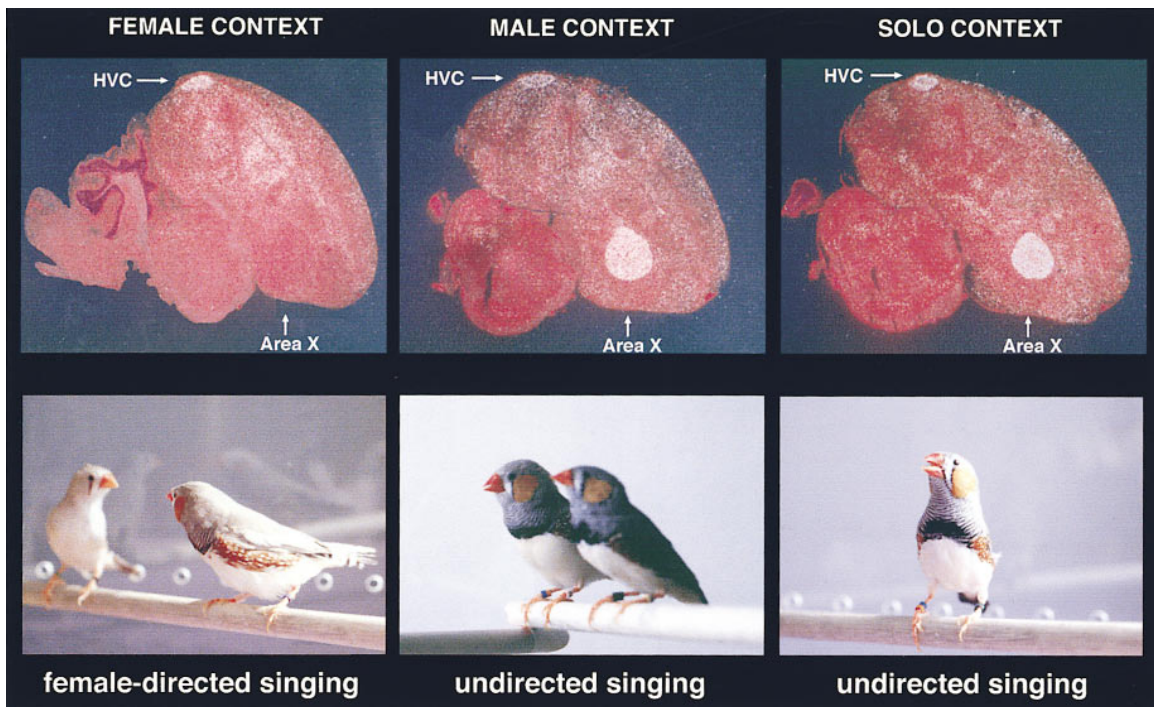 FEMALE CONTEXT
MALE CONTEXT
SOLO CONTEXT
HVC
HVC
HVC
Area X
Area X
Area X
female-directed singing
undirected singing
undirected singing